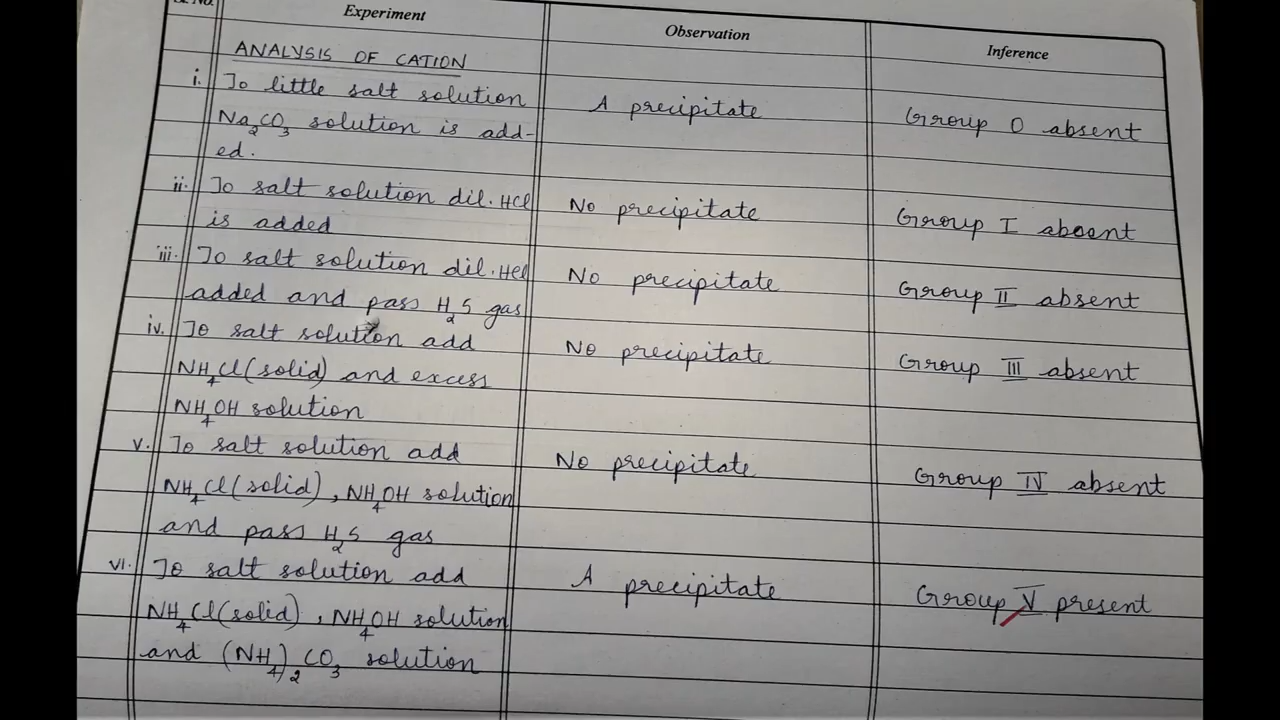 Sl. No.
Experiment
Observation
Inference
ANALYSIS OF CATION
i. To little salt solution
Na2CO3 solution is add-
ed.
A precipitate
Group O absent
ii. To salt solution dil. HCl
is added
No precipitate
Group I absent
iii. To salt solution dil. HCl
added and pass H2S gas
No precipitate
Group II absent
iv. To salt solution add
NH4Cl (solid) and excess
NH4OH solution
No precipitate
Group III absent
v. To salt solution add
NH4Cl (solid), NH4OH solution
and pass H2S gas
No precipitate
Group IV absent
vi. To salt solution add
NH4Cl (solid), NH4OH solution
and (NH4)2CO3 solution
A precipitate
Group V present